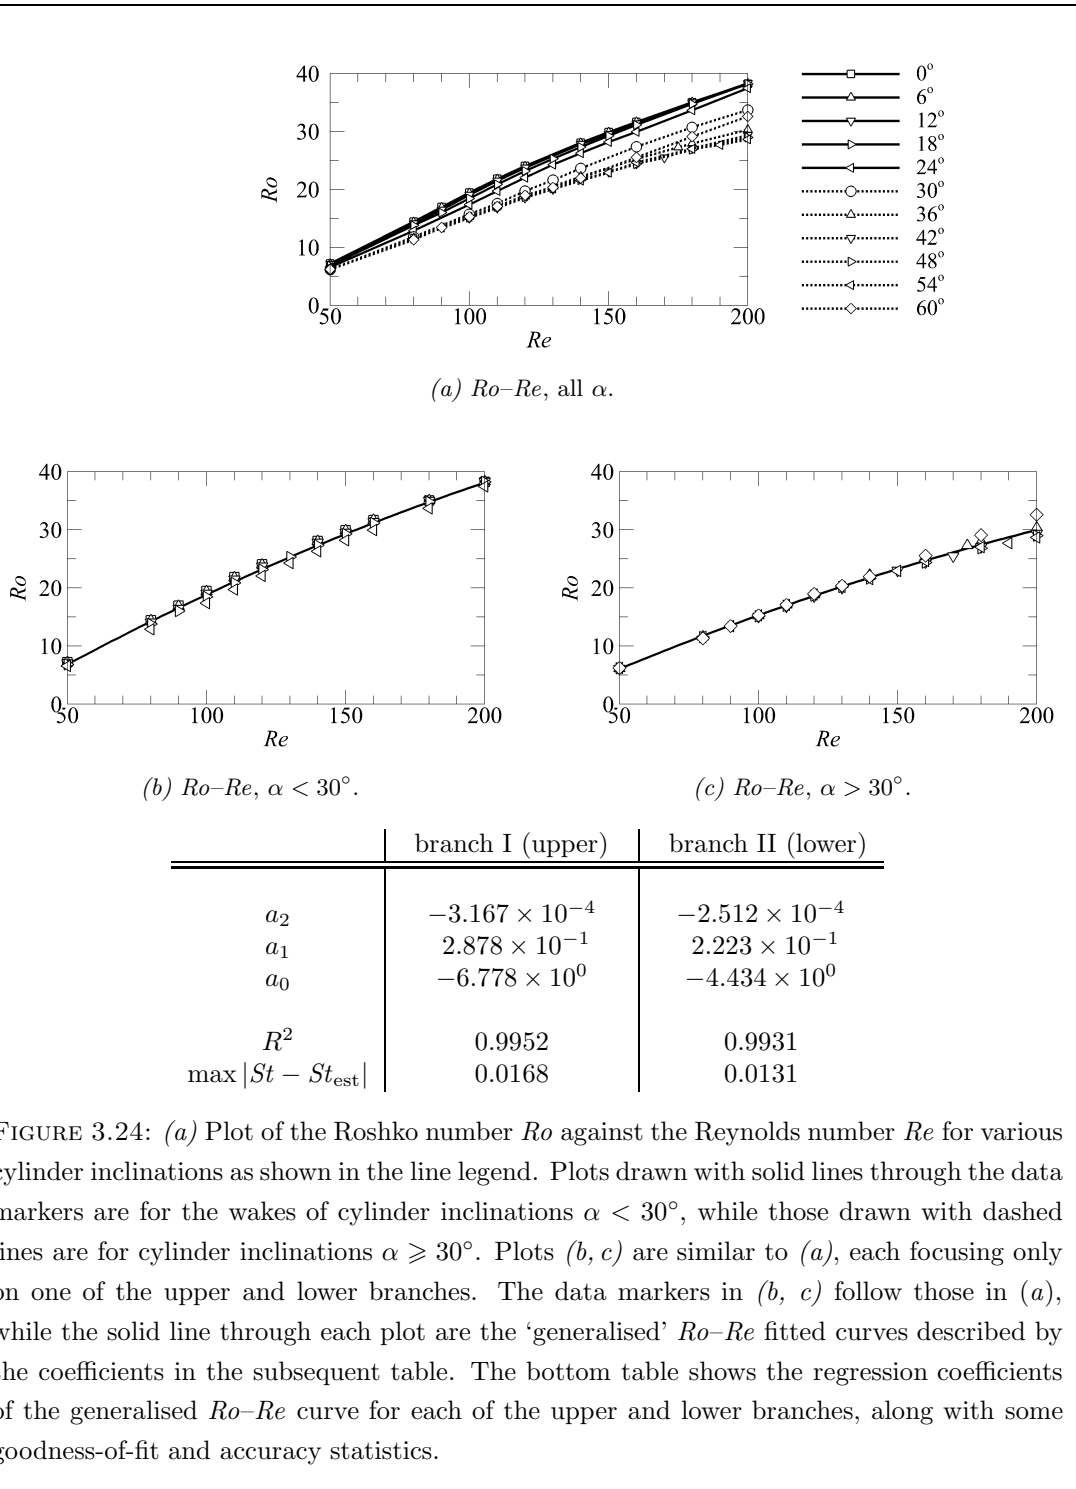 40
30
20
10
0
Ro
50 100 150 200
Re
0°
6°
12°
18°
24°
30°
36°
42°
48°
54°
60°
(a) Ro–Re, all α.
40
30
20
10
0
Ro
50 100 150 200
Re
(b) Ro–Re, α < 30°.
40
30
20
10
0
Ro
50 100 150 200
Re
(c) Ro–Re, α > 30°.
branch I (upper) branch II (lower)
a₂ −3.167 × 10⁻⁴ −2.512 × 10⁻⁴
a₁ 2.878 × 10⁻¹ 2.223 × 10⁻¹
a₀ −6.778 × 10⁰ −4.434 × 10⁰
R² 0.9952 0.9931
max |St − St_est| 0.0168 0.0131
FIGURE 3.24: (a) Plot of the Roshko number Ro against the Reynolds number Re for various
cylinder inclinations as shown in the line legend. Plots drawn with solid lines through the data
markers are for the wakes of cylinder inclinations α < 30°, while those drawn with dashed
lines are for cylinder inclinations α ⩾ 30°. Plots (b, c) are similar to (a), each focusing only
on one of the upper and lower branches. The data markers in (b, c) follow those in (a),
while the solid line through each plot are the ‘generalised’ Ro–Re fitted curves described by
the coefficients in the subsequent table. The bottom table shows the regression coefficients
of the generalised Ro–Re curve for each of the upper and lower branches, along with some
goodness-of-fit and accuracy statistics.